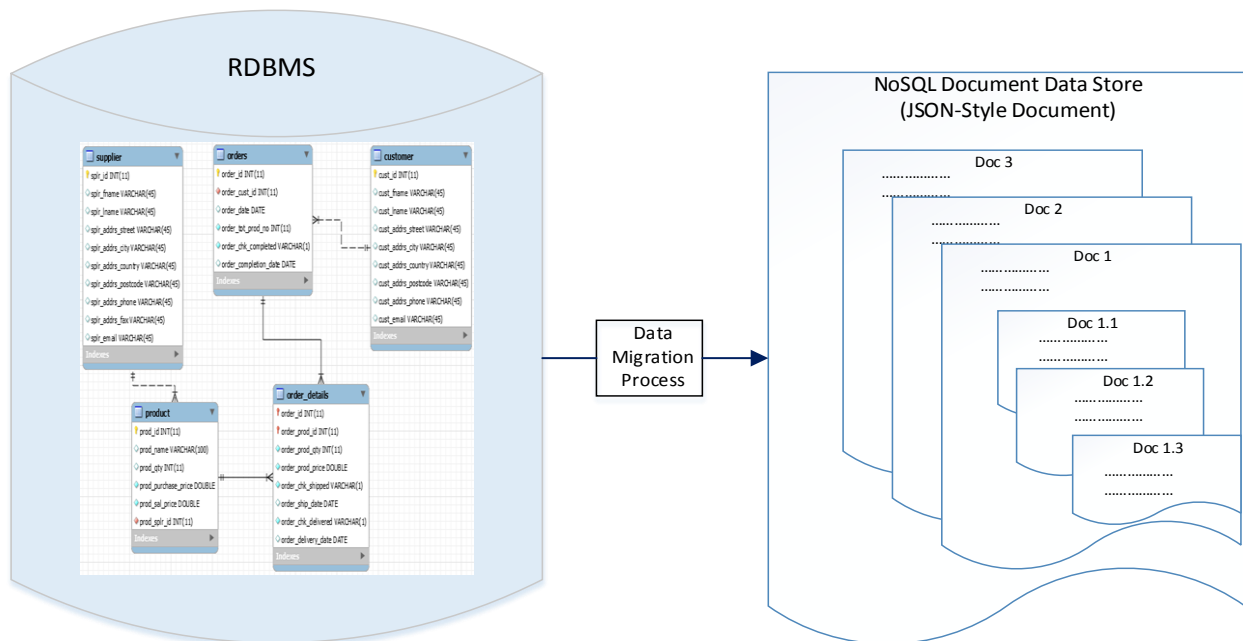 RDBMS
supplier
splr_id INT(11)
splr_fname VARCHAR(45)
splr_lname VARCHAR(45)
splr_addrs_street VARCHAR(45)
splr_addrs_city VARCHAR(45)
splr_addrs_country VARCHAR(45)
splr_addrs_postcode VARCHAR(45)
splr_addrs_phone VARCHAR(45)
splr_addrs_fax VARCHAR(45)
splr_email VARCHAR(45)
Indexes
orders
order_id INT(11)
order_cust_id INT(11)
order_date DATE
order_tot_prod_no INT(11)
order_chk_completed VARCHAR(1)
order_completion_date DATE
Indexes
customer
cust_id INT(11)
cust_fname VARCHAR(45)
cust_lname VARCHAR(45)
cust_addrs_street VARCHAR(45)
cust_addrs_city VARCHAR(45)
cust_addrs_country VARCHAR(45)
cust_addrs_postcode VARCHAR(45)
cust_addrs_phone VARCHAR(45)
cust_email VARCHAR(45)
Indexes
product
prod_id INT(11)
prod_name VARCHAR(100)
prod_qty INT(11)
prod_purchase_price DOUBLE
prod_sal_price DOUBLE
prod_splr_id INT(11)
Indexes
order_details
order_id INT(11)
order_prod_id INT(11)
order_prod_qty INT(11)
order_prod_price DOUBLE
order_chk_shipped VARCHAR(1)
order_ship_date DATE
order_chk_delivered VARCHAR(1)
order_delivery_date DATE
Indexes
Data
Migration
Process
NoSQL Document Data Store
(JSON-Style Document)
Doc 3
....................
....................
Doc 2
....................
....................
Doc 1
....................
....................
Doc 1.1
....................
....................
Doc 1.2
....................
....................
Doc 1.3
....................
....................